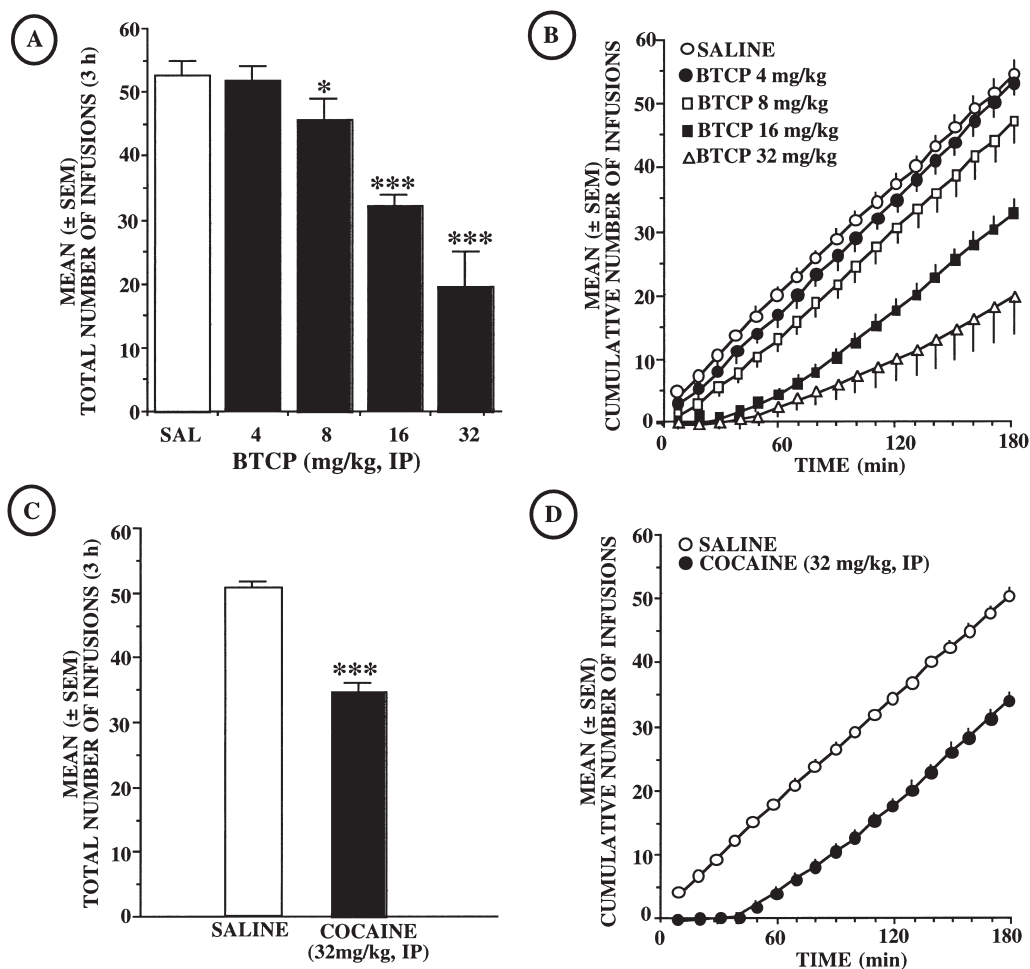 A
MEAN (± SEM)
TOTAL NUMBER OF INFUSIONS (3 h)
60
50
40
30
20
10
0
*
***
***
SAL 4 8 16 32
BTCP (mg/kg, IP)
B
MEAN (± SEM)
CUMULATIVE NUMBER OF INFUSIONS
60
50
40
30
20
10
0
SALINE
BTCP 4 mg/kg
BTCP 8 mg/kg
BTCP 16 mg/kg
BTCP 32 mg/kg
0 60 120 180
TIME (min)
C
MEAN (± SEM)
TOTAL NUMBER OF INFUSIONS (3 h)
60
50
40
30
20
10
0
***
SALINE COCAINE
(32mg/kg, IP)
D
MEAN (± SEM)
CUMULATIVE NUMBER OF INFUSIONS
60
50
40
30
20
10
0
SALINE
COCAINE (32 mg/kg, IP)
0 60 120 180
TIME (min)